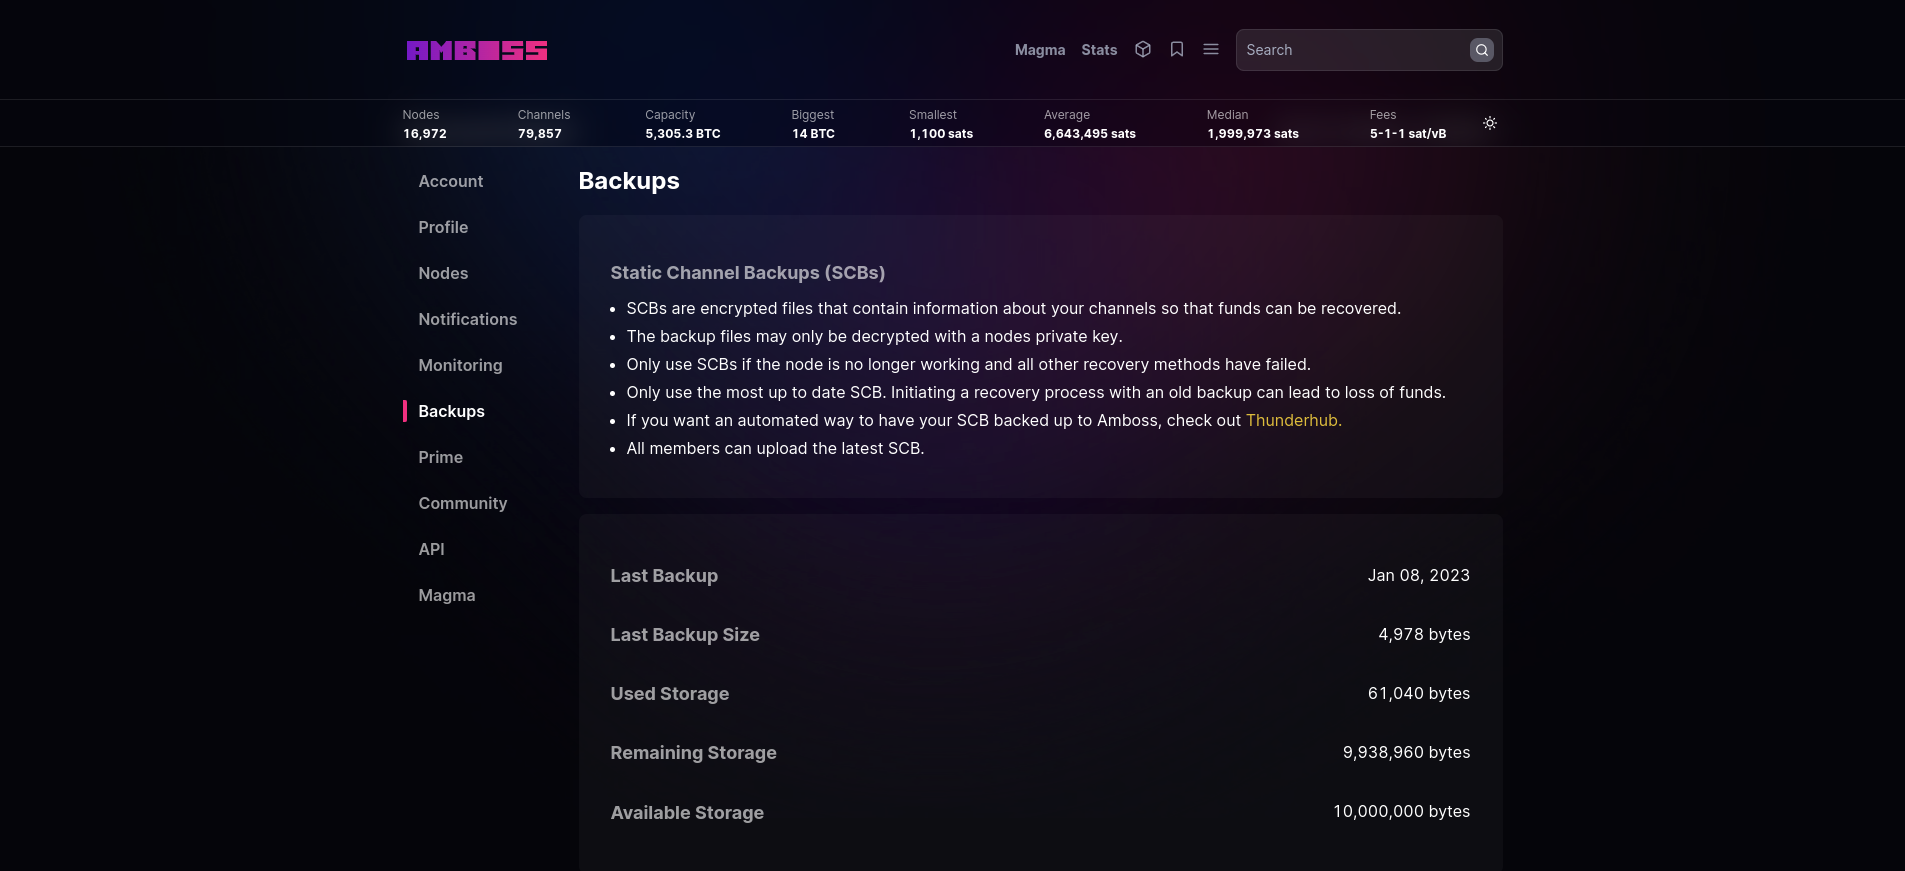 AMBOSS
Magma Stats Search
Nodes Channels Capacity Biggest Smallest Average Median Fees
16,972 79,857 5,305.3 BTC 14 BTC 1,100 sats 6,643,495 sats 1,999,973 sats 5-1-1 sat/vB
Account
Profile
Nodes
Notifications
Monitoring
Backups
Prime
Community
API
Magma
Backups
Static Channel Backups (SCBs)
• SCBs are encrypted files that contain information about your channels so that funds can be recovered.
• The backup files may only be decrypted with a nodes private key.
• Only use SCBs if the node is no longer working and all other recovery methods have failed.
• Only use the most up to date SCB. Initiating a recovery process with an old backup can lead to loss of funds.
• If you want an automated way to have your SCB backed up to Amboss, check out Thunderhub.
• All members can upload the latest SCB.
Last Backup Jan 08, 2023
Last Backup Size 4,978 bytes
Used Storage 61,040 bytes
Remaining Storage 9,938,960 bytes
Available Storage 10,000,000 bytes